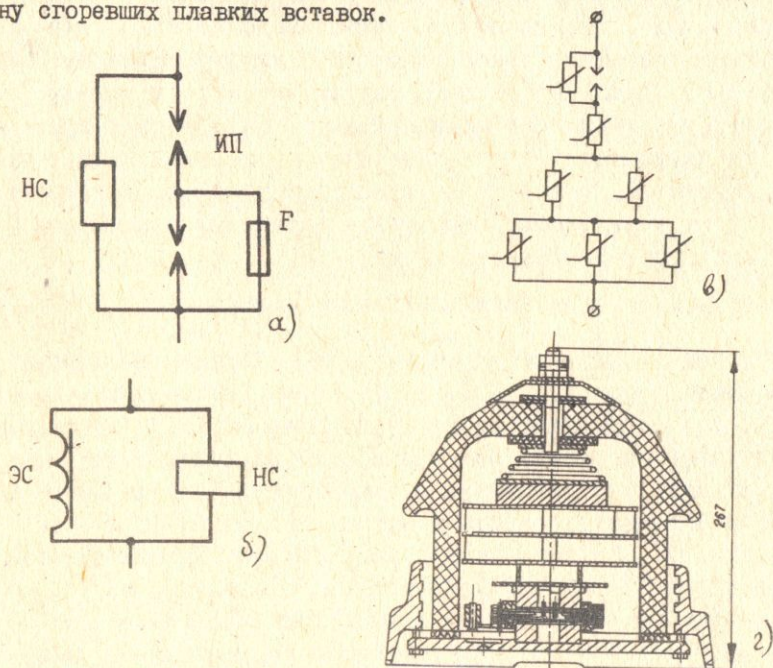 ну сгоревших плавких вставок.
НС
ИП
F
а)
в)
ЭС
НС
б)
267
г)